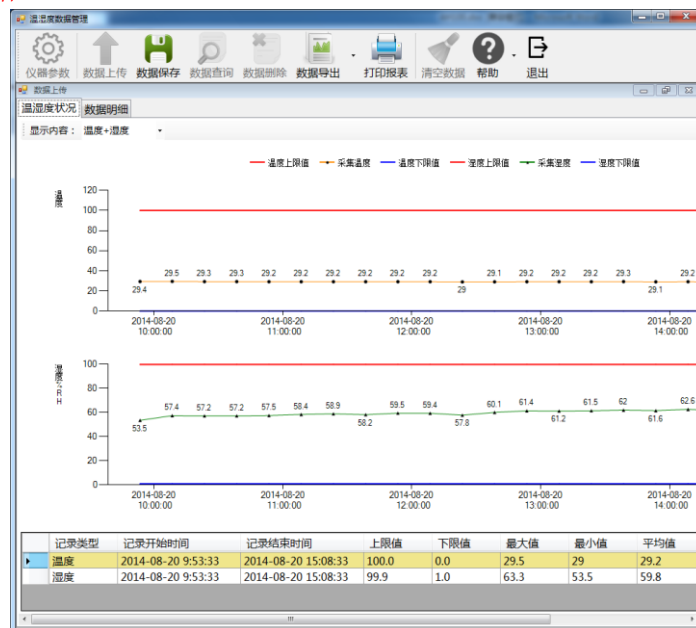 温湿度数据管理
仪器参数 数据上传 数据保存 数据查询 数据删除 数据导出 打印报表 清空数据 帮助 退出
数据上传
温湿度状况 数据明细
显示内容： 温度+湿度
温度上限值 采集温度 温度下限值 湿度上限值 采集湿度 湿度下限值
温度
120
100
80
60
40
20
0
29.4 29.5 29.3 29.3 29.2 29.2 29.2 29.2 29.2 29.2 29 29.1 29.2 29.2 29.2 29.3 29.1 29.2
2014-08-20 2014-08-20 2014-08-20 2014-08-20 2014-08-20
10:00:00 11:00:00 12:00:00 13:00:00 14:00:00
湿度%RH
100
80
60
40
20
0
53.5 57.4 57.2 57.2 57.5 58.4 58.9 58.2 59.5 59.4 57.8 60.1 61.4 61.2 61.5 62 61.6 62.6
2014-08-20 2014-08-20 2014-08-20 2014-08-20 2014-08-20
10:00:00 11:00:00 12:00:00 13:00:00 14:00:00
记录类型 记录开始时间 记录结束时间 上限值 下限值 最大值 最小值 平均值
温度 2014-08-20 9:53:33 2014-08-20 15:08:33 100.0 0.0 29.5 29 29.2
湿度 2014-08-20 9:53:33 2014-08-20 15:08:33 99.9 1.0 63.3 53.5 59.8